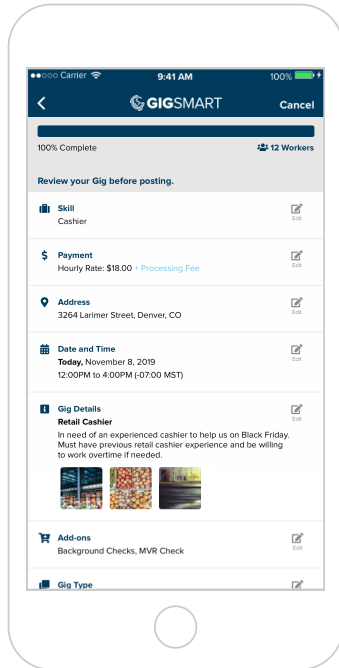 Carrier 9:41 AM 100%
GIGSMART Cancel
100% Complete 12 Workers
Review your Gig before posting.
Skill
Cashier
Edit
Payment
Hourly Rate: $18.00 + Processing Fee
Edit
Address
3264 Larimer Street, Denver, CO
Edit
Date and Time
Today, November 8, 2019
12:00PM to 4:00PM (-07:00 MST)
Edit
Gig Details
Retail Cashier
Edit
In need of an experienced cashier to help us on Black Friday.
Must have previous retail cashier experience and be willing
to work overtime if needed.
Add-ons
Background Checks, MVR Check
Edit
Gig Type